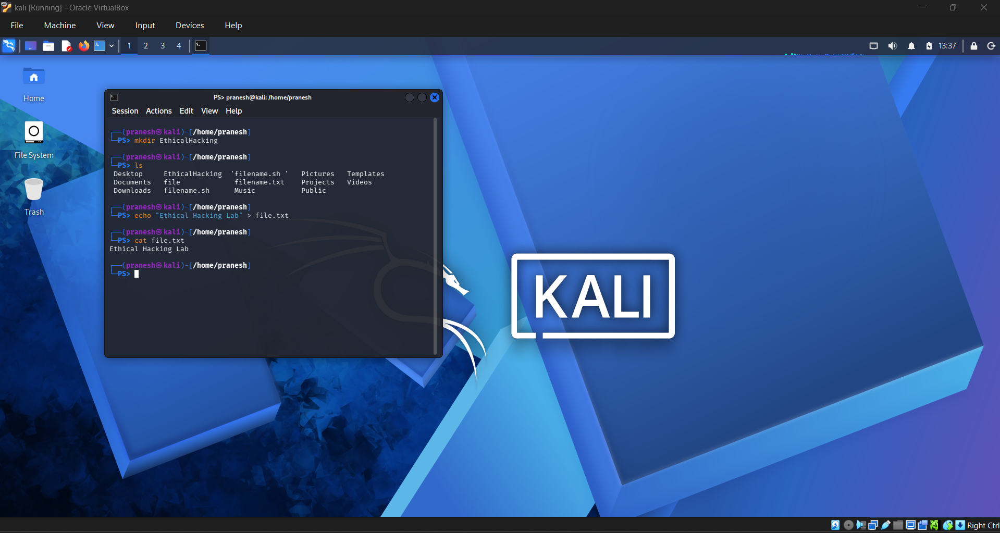 kali [Running] - Oracle VirtualBox
File Machine View Input Devices Help
1 2 3 4 13:37
Home
File System
Trash
PS> pranesh@kali: /home/pranesh
Session Actions Edit View Help
(pranesh㉿kali)-[/home/pranesh]
PS> mkdir EthicalHacking
(pranesh㉿kali)-[/home/pranesh]
PS> ls
Desktop EthicalHacking 'filename.sh ' Pictures Templates
Documents file filename.txt Projects Videos
Downloads filename.sh Music Public
(pranesh㉿kali)-[/home/pranesh]
PS> echo "Ethical Hacking Lab" > file.txt
(pranesh㉿kali)-[/home/pranesh]
PS> cat file.txt
Ethical Hacking Lab
(pranesh㉿kali)-[/home/pranesh]
PS>
KALI
Right Ctrl